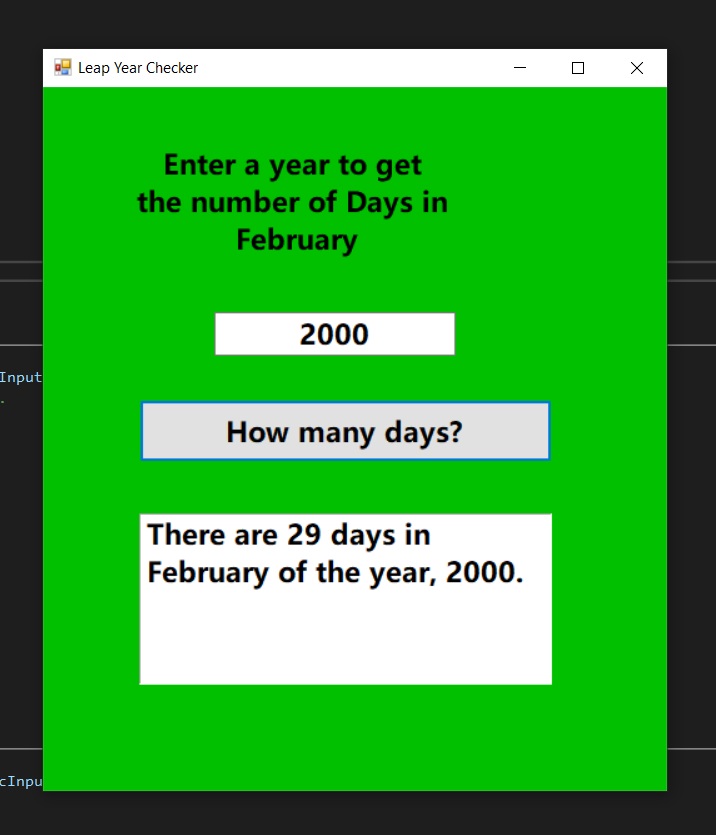 Leap Year Checker
Enter a year to get
the number of Days in
February
2000
Input
.
How many days?
There are 29 days in
February of the year, 2000.
cInpu